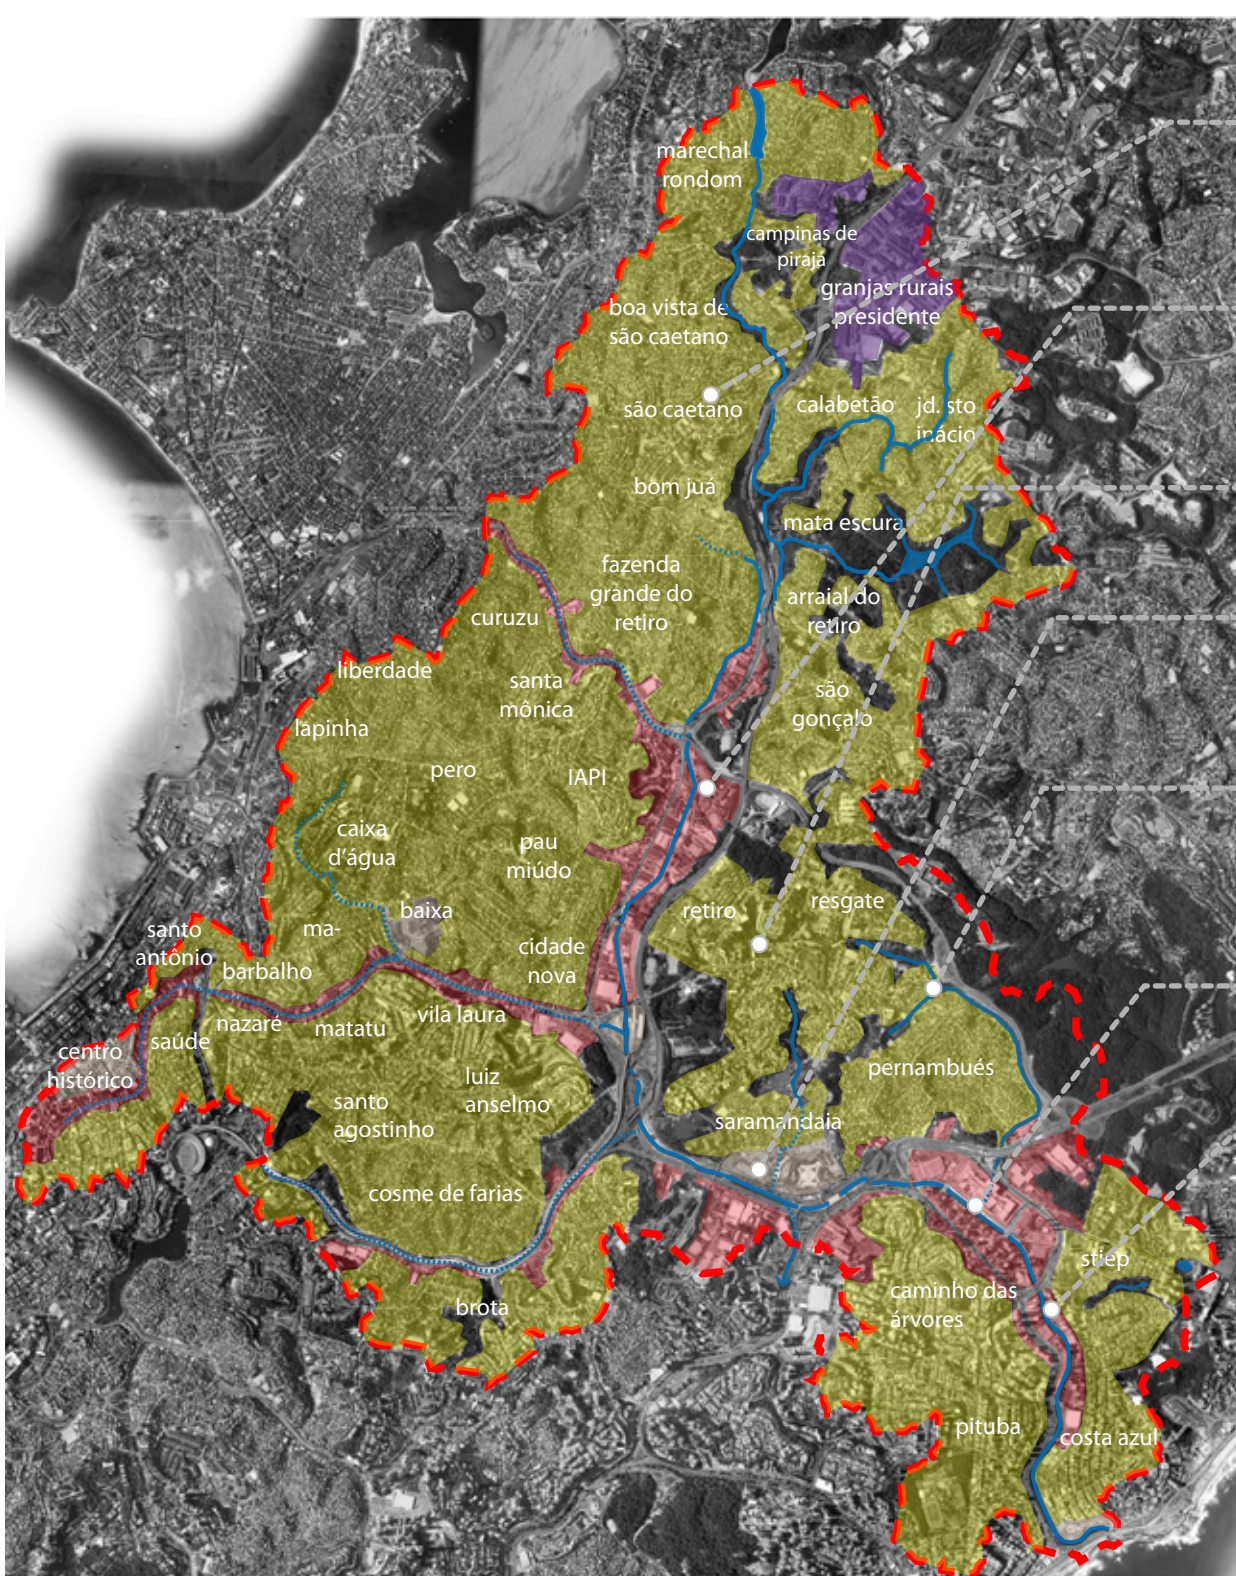 marechal
rondom
campinas de
pirajá
granjas rurais
presidente
boa vista de
são caetano
são caetano
calabetão
jd. sto
inácio
bom juá
mata escura
fazenda
grande do
retiro
arraial do
retiro
curuzu
liberdade
santa
mônica
são
gonçalo
lapinha
pero
IAPI
caixa
d'água
pau
miúdo
baixa
retiro
resgate
santo
antônio
ma-
barbalho
cidade
nova
nazaré
matatu
vila laura
saúde
centro
histórico
luiz
anselmo
pernambués
santo
agostinho
saramandaia
cosme de farias
stiep
caminho das
árvores
brota
pituba
costa azul